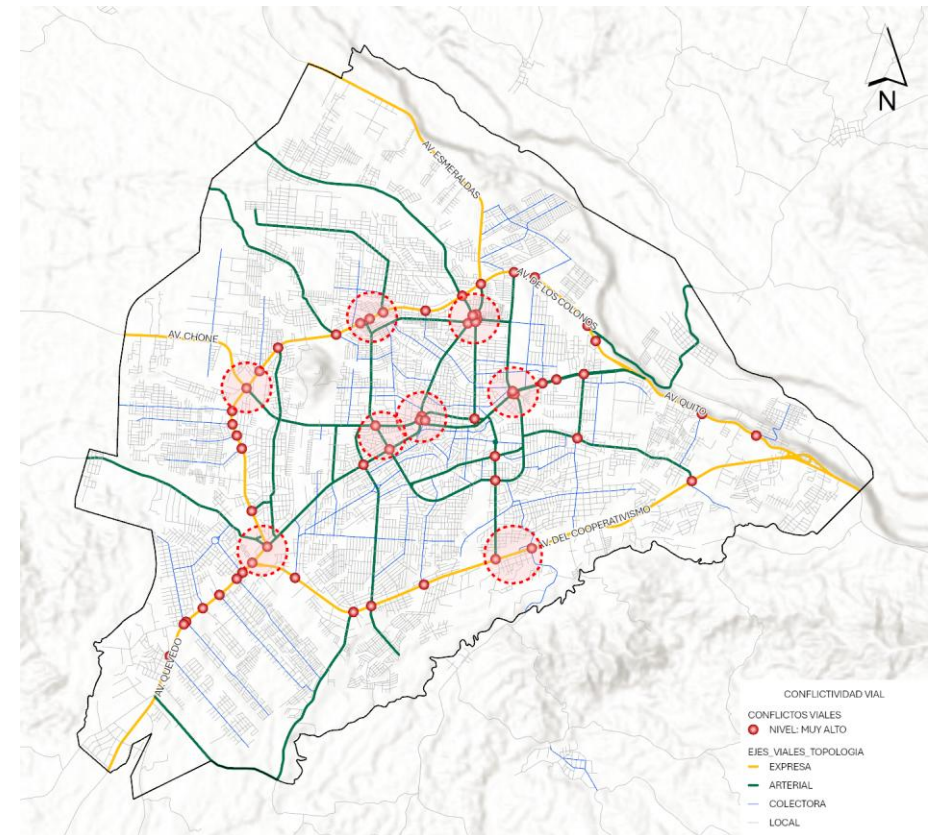 N
AV. ESMERALDAS
AV. DE LOS COLONOS
AV. CHONE
AV. QUITO
AV. DEL COOPERATIVISMO
AV. QUEVEDO
CONFLICTIVIDAD VIAL
CONFLICTOS VIALES
NIVEL: MUY ALTO
EJES_VIALES_TOPOLOGIA
EXPRESA
ARTERIAL
COLECTORA
LOCAL